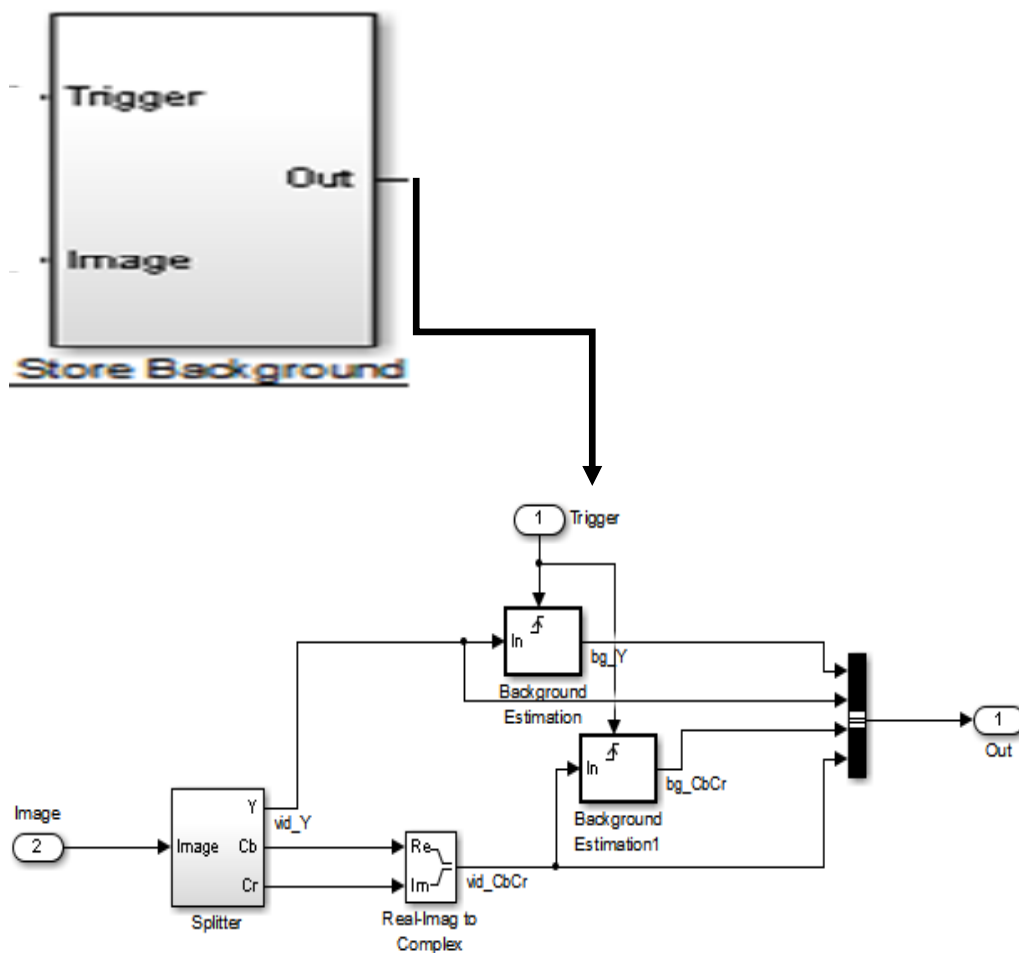 Trigger
Out
Image
Store Background
1
Trigger
In
bg_Y
Background
Estimation
In
bg_CbCr
Background
Estimation1
1
Out
Image
2
Image
Y
Cb
Cr
vid_Y
Splitter
Re
Im
vid_CbCr
Real-Imag to
Complex